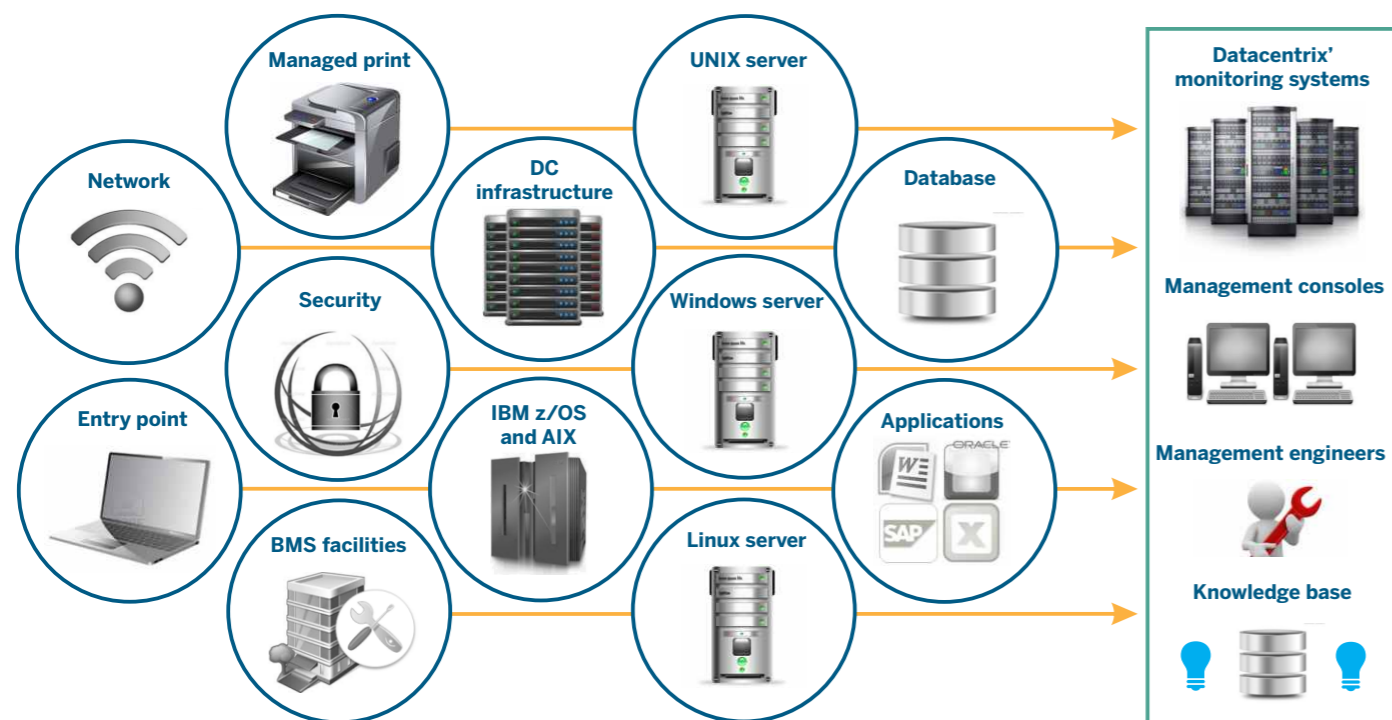 Managed print
UNIX server
Datacentrix'
monitoring systems
Network
DC
infrastructure
Database
Security
Windows server
Management consoles
Entry point
IBM z/OS
and AIX
Applications
W
ORACLE
SAP
X
Management engineers
BMS facilities
Linux server
Knowledge base